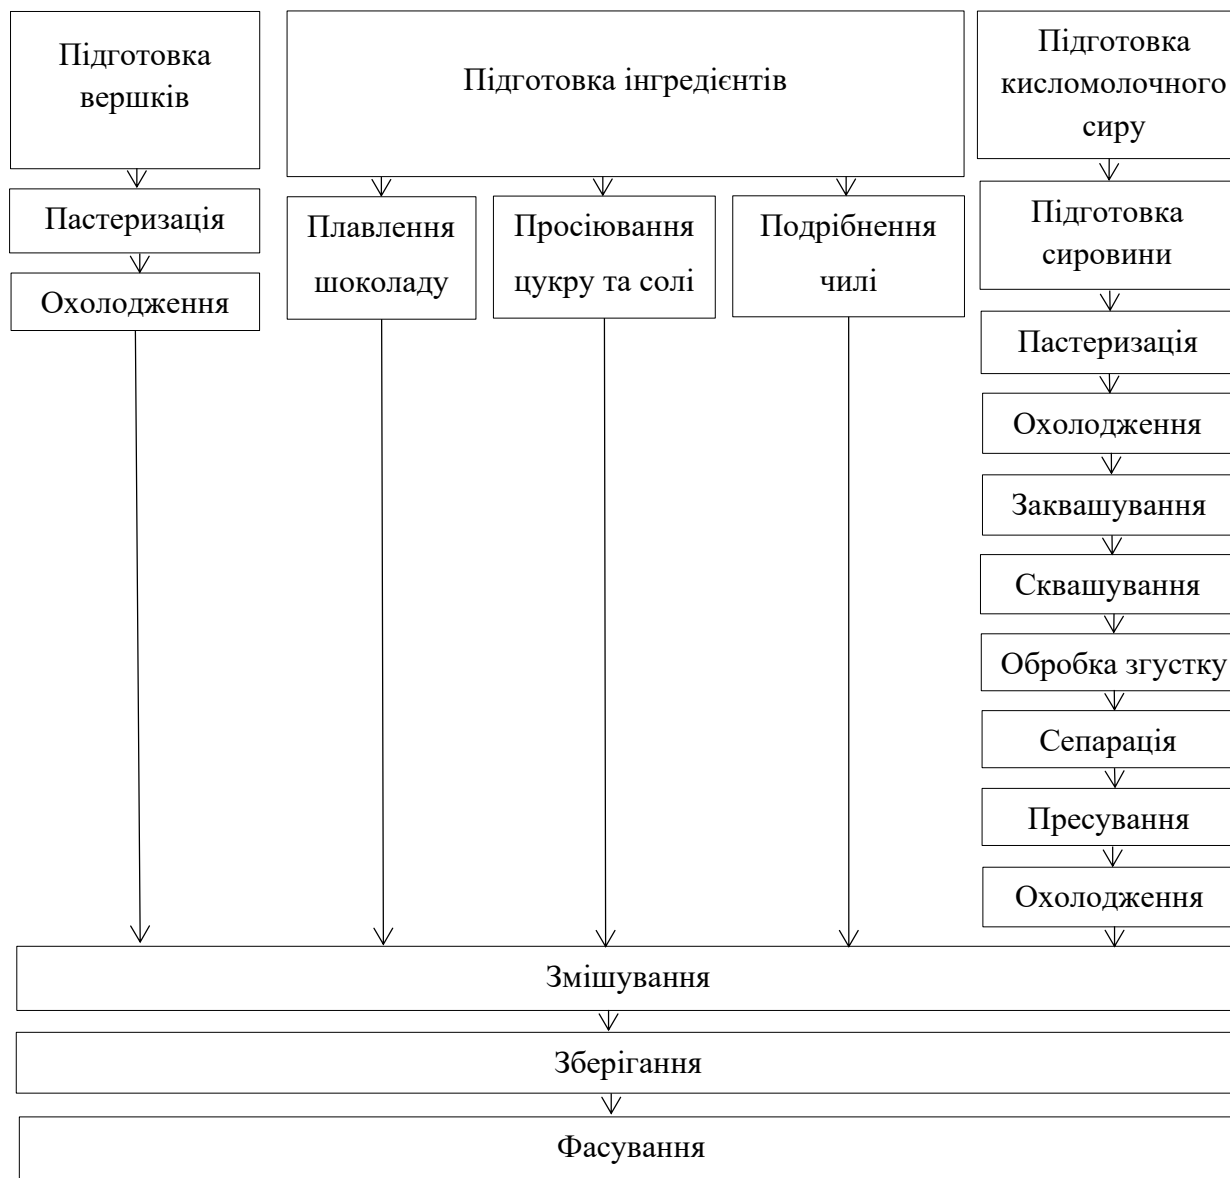 Підготовка
вершків
Підготовка інгредієнтів
Підготовка
кисломолочного
сиру
Пастеризація
Охолодження
Плавлення
шоколаду
Просіювання
цукру та солі
Подрібнення
чилі
Підготовка
сировини
Пастеризація
Охолодження
Заквашування
Сквашування
Обробка згустку
Сепарація
Пресування
Охолодження
Змішування
Зберігання
Фасування